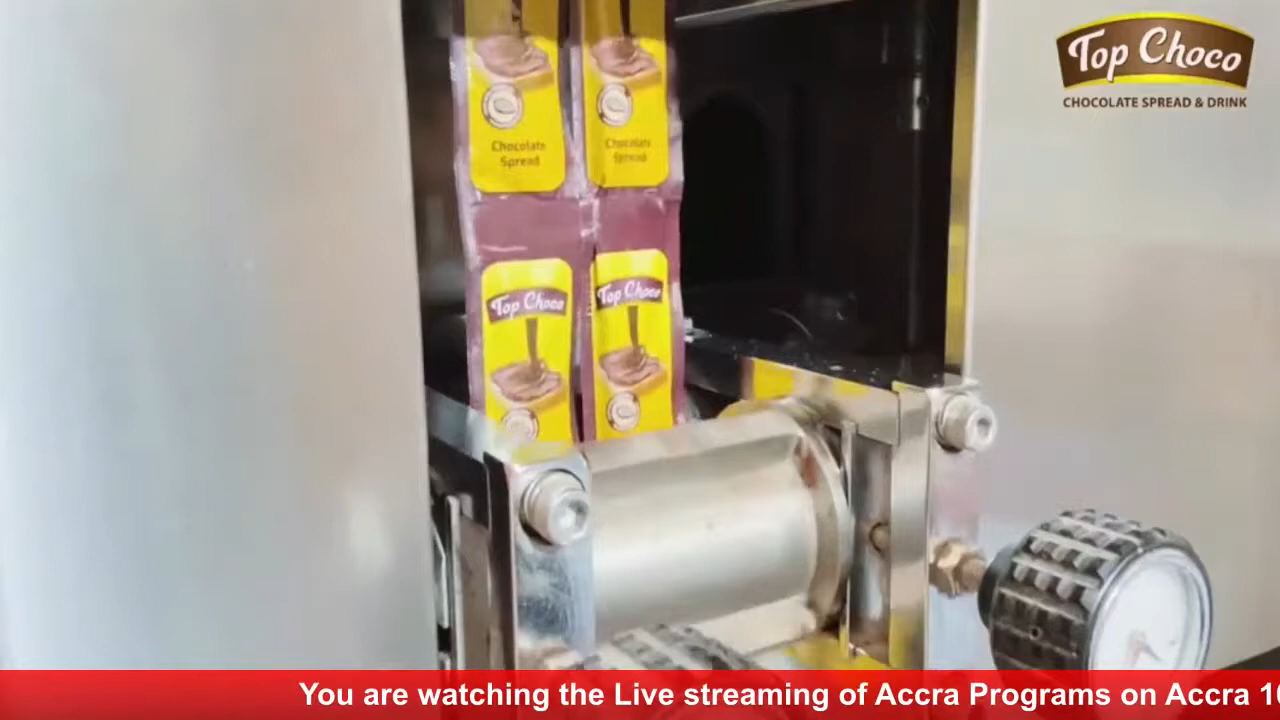 Top Choco
CHOCOLATE SPREAD & DRINK
Chocolate
Spread
Chocolate
Spread
Top Choco
Top Choco
You are watching the Live streaming of Accra Programs on Accra 10